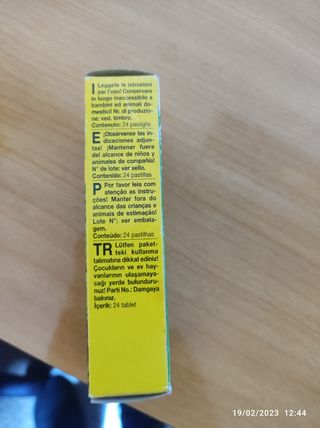 I Leggete le istruzioni
per l'uso! Conservare
in luogo inaccessibile a
bambini ed animali do-
mestici! Nr. di produzio-
ne: ved. timbro.
Contenuto: 24 pastiglie
E ¡Obsérvense las in-
dicaciones adjun-
tas! ¡Mantener fuera
del alcance de niños y
animales de compañía!
N° de lote: ver sello.
Contenido: 24 pastillas
P Por favor leia com
atenção as instru-
ções! Manter fora do
alcance das crianças e
animais de estimação!
Lote N°: ver embala-
gem.
Conteúdo: 24 pastilhas
TR Lütfen paket-
teki kullanma
talimatına dikkat ediniz!
Çocukların ve ev hay-
vanlarının ulaşamaya-
cağı yerde bulunduru-
nuz! Parti No.: Damgaya
bakınız.
İçerik: 24 tablet
19/02/2023 12:44